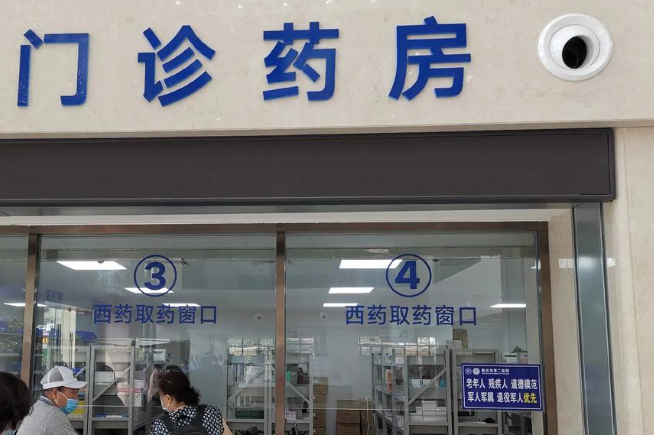 门诊药房
③
西药取药窗口
④
西药取药窗口
老年人 残疾人 道德模范
军人军属 退役军人优先